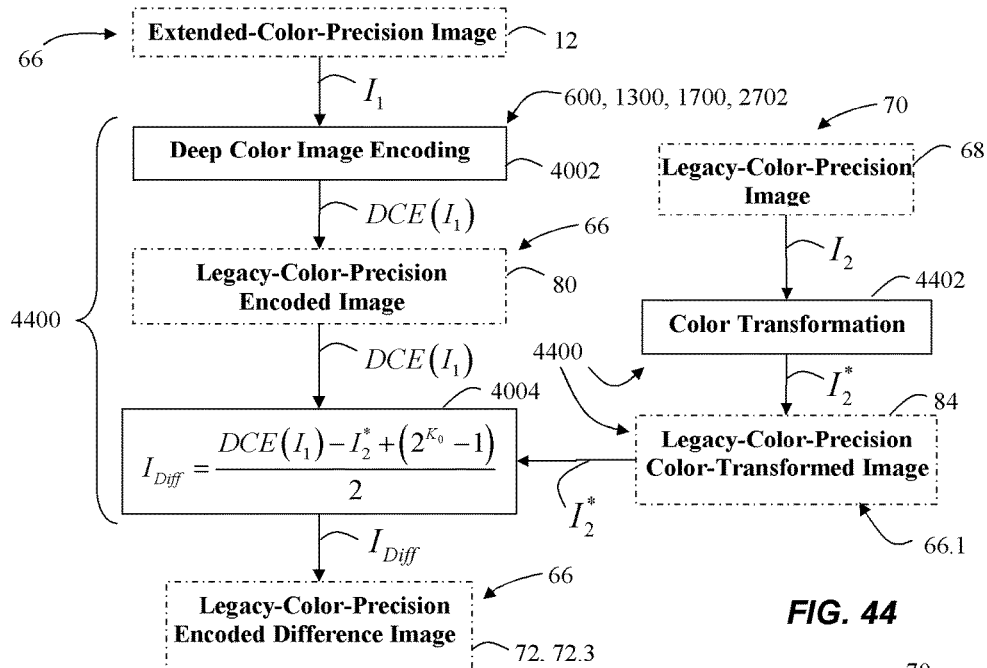 Extended-Color-Precision Image
12
66
I₁
600, 1300, 1700, 2702
Deep Color Image Encoding
4002
DCE(I₁)
66
Legacy-Color-Precision
Encoded Image
80
4400
DCE(I₁)
4004
I_Diff = (DCE(I₁) − I₂* + (2^K₀ − 1)) / 2
I_Diff
66
Legacy-Color-Precision
Encoded Difference Image
72, 72.3
70
Legacy-Color-Precision
Image
68
I₂
4402
Color Transformation
4400
I₂*
84
Legacy-Color-Precision
Color-Transformed Image
I₂*
66.1
FIG. 44